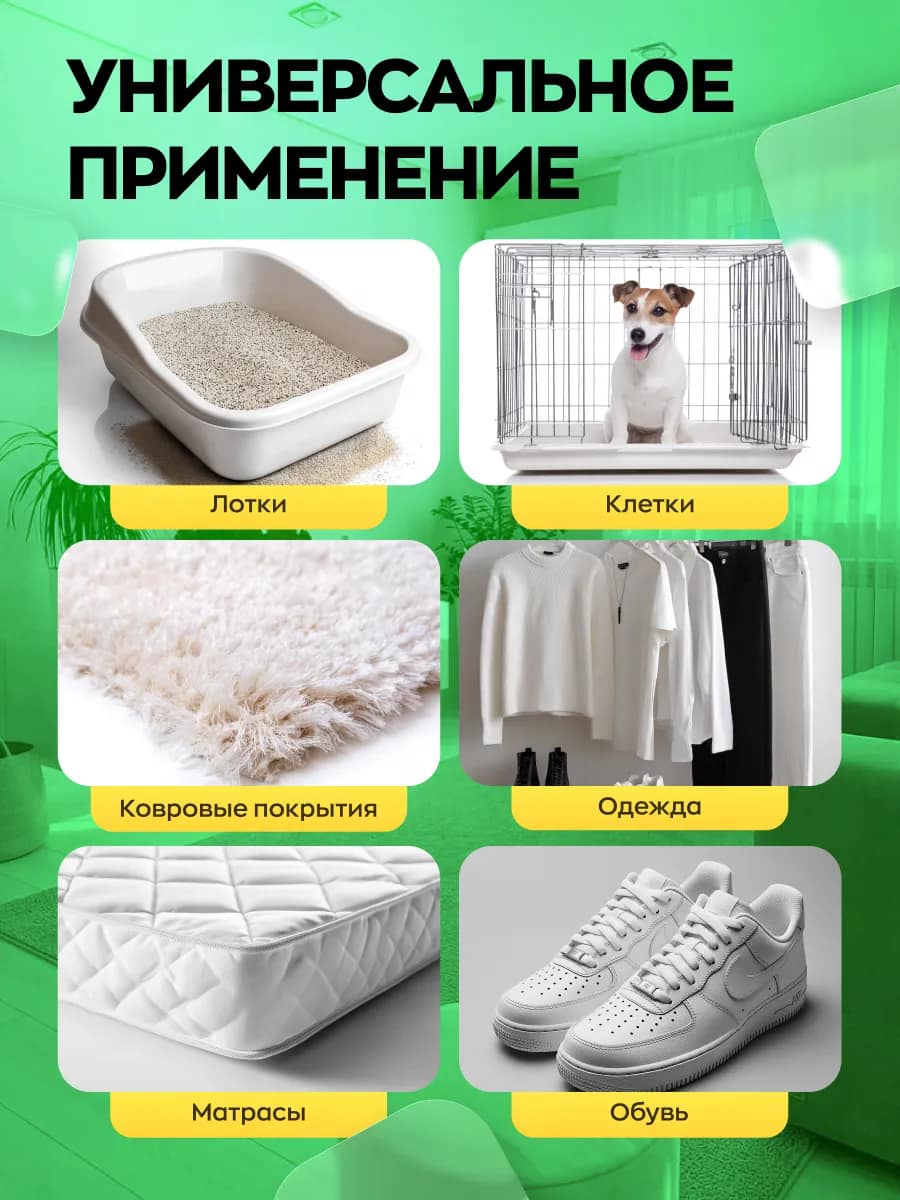 УНИВЕРСАЛЬНОЕ
ПРИМЕНЕНИЕ
Лотки
Клетки
Ковровые покрытия
Одежда
Матрасы
Обувь